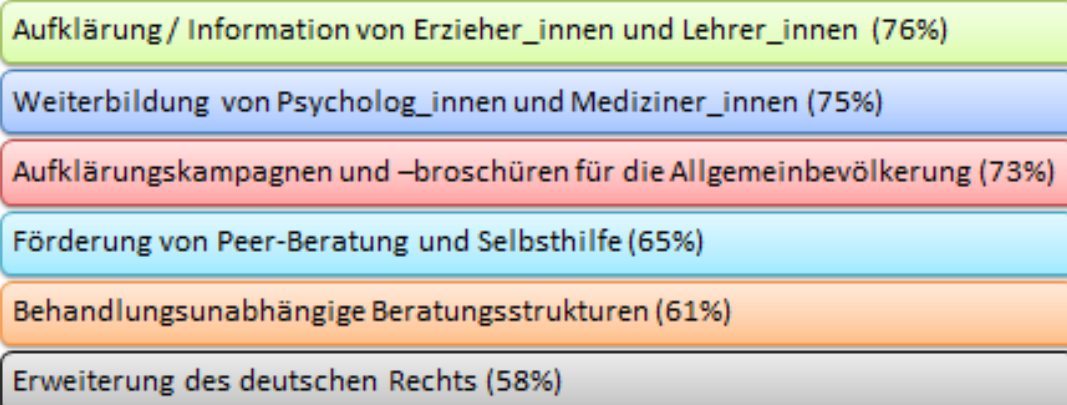 Aufklärung / Information von Erzieher_innen und Lehrer_innen (76%)
Weiterbildung von Psycholog_innen und Mediziner_innen (75%)
Aufklärungskampagnen und –broschüren für die Allgemeinbevölkerung (73%)
Förderung von Peer-Beratung und Selbsthilfe (65%)
Behandlungsunabhängige Beratungsstrukturen (61%)
Erweiterung des deutschen Rechts (58%)